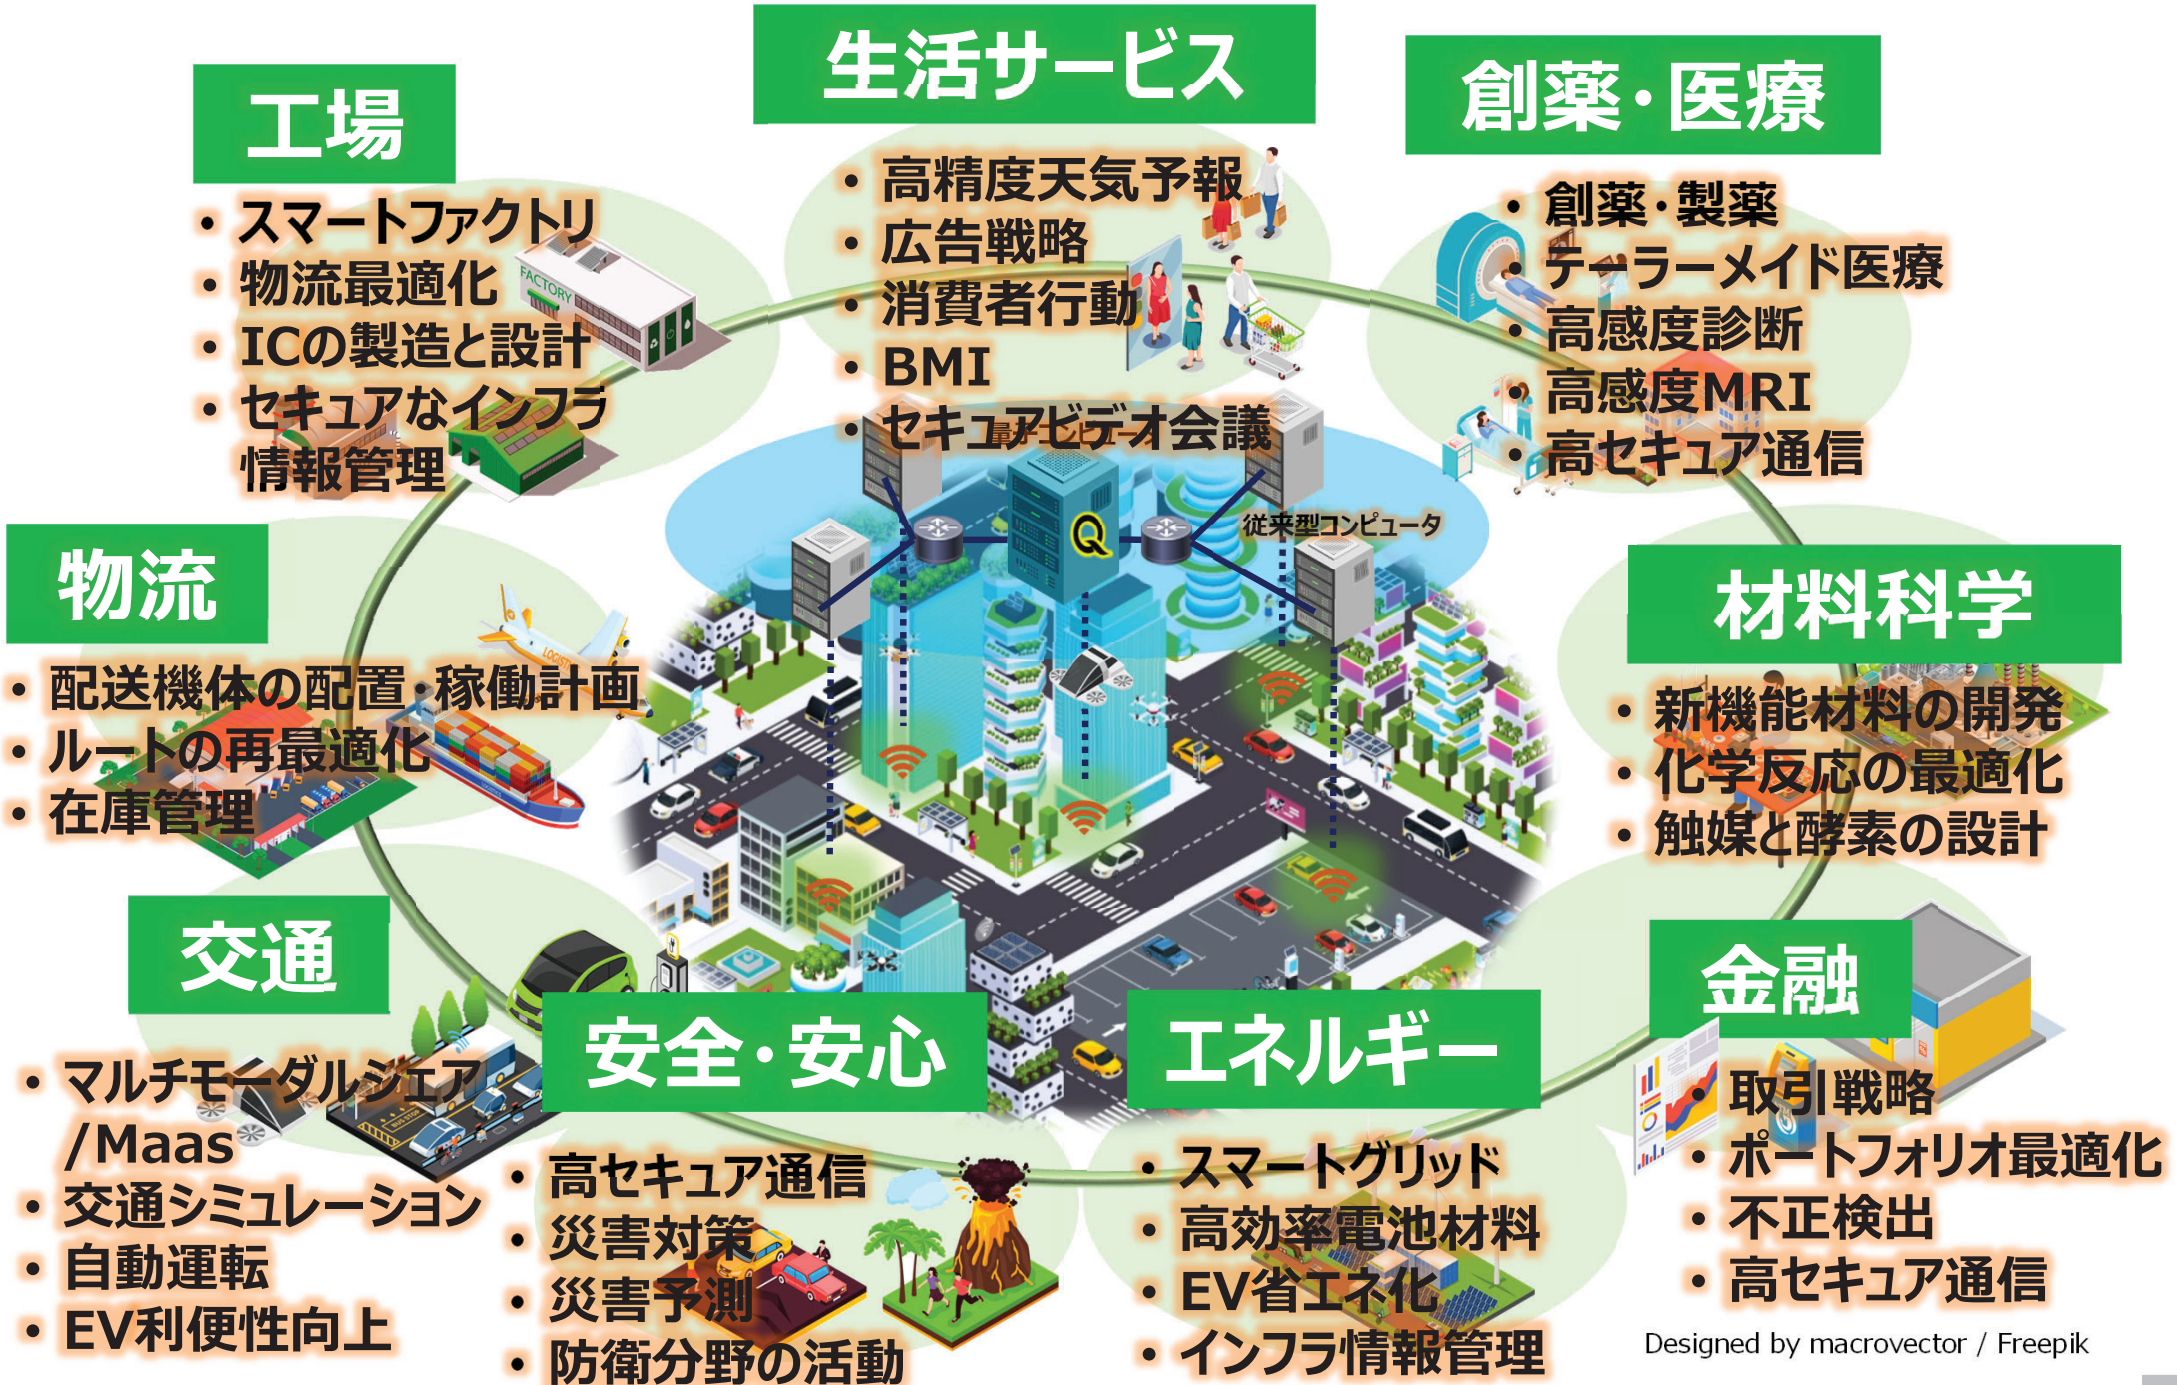 生活サービス
• 高精度天気予報
• 広告戦略
• 消費者行動
• BMI
• セキュアビデオ会議
創薬・医療
• 創薬・製薬
• テーラーメイド医療
• 高感度診断
• 高感度MRI
• 高セキュア通信
工場
• スマートファクトリ
• 物流最適化
• ICの製造と設計
• セキュアなインフラ
情報管理
FACTORY
量子コンピュータ
Q
従来型コンピュータ
物流
• 配送機体の配置・稼働計画
• ルートの再最適化
• 在庫管理
材料科学
• 新機能材料の開発
• 化学反応の最適化
• 触媒と酵素の設計
交通
• マルチモーダルシェア
/Maas
• 交通シミュレーション
• 自動運転
• EV利便性向上
BUS STOP
安全・安心
• 高セキュア通信
• 災害対策
• 災害予測
• 防衛分野の活動
エネルギー
• スマートグリッド
• 高効率電池材料
• EV省エネ化
• インフラ情報管理
金融
• 取引戦略
• ポートフォリオ最適化
• 不正検出
• 高セキュア通信
Designed by macrovector / Freepik